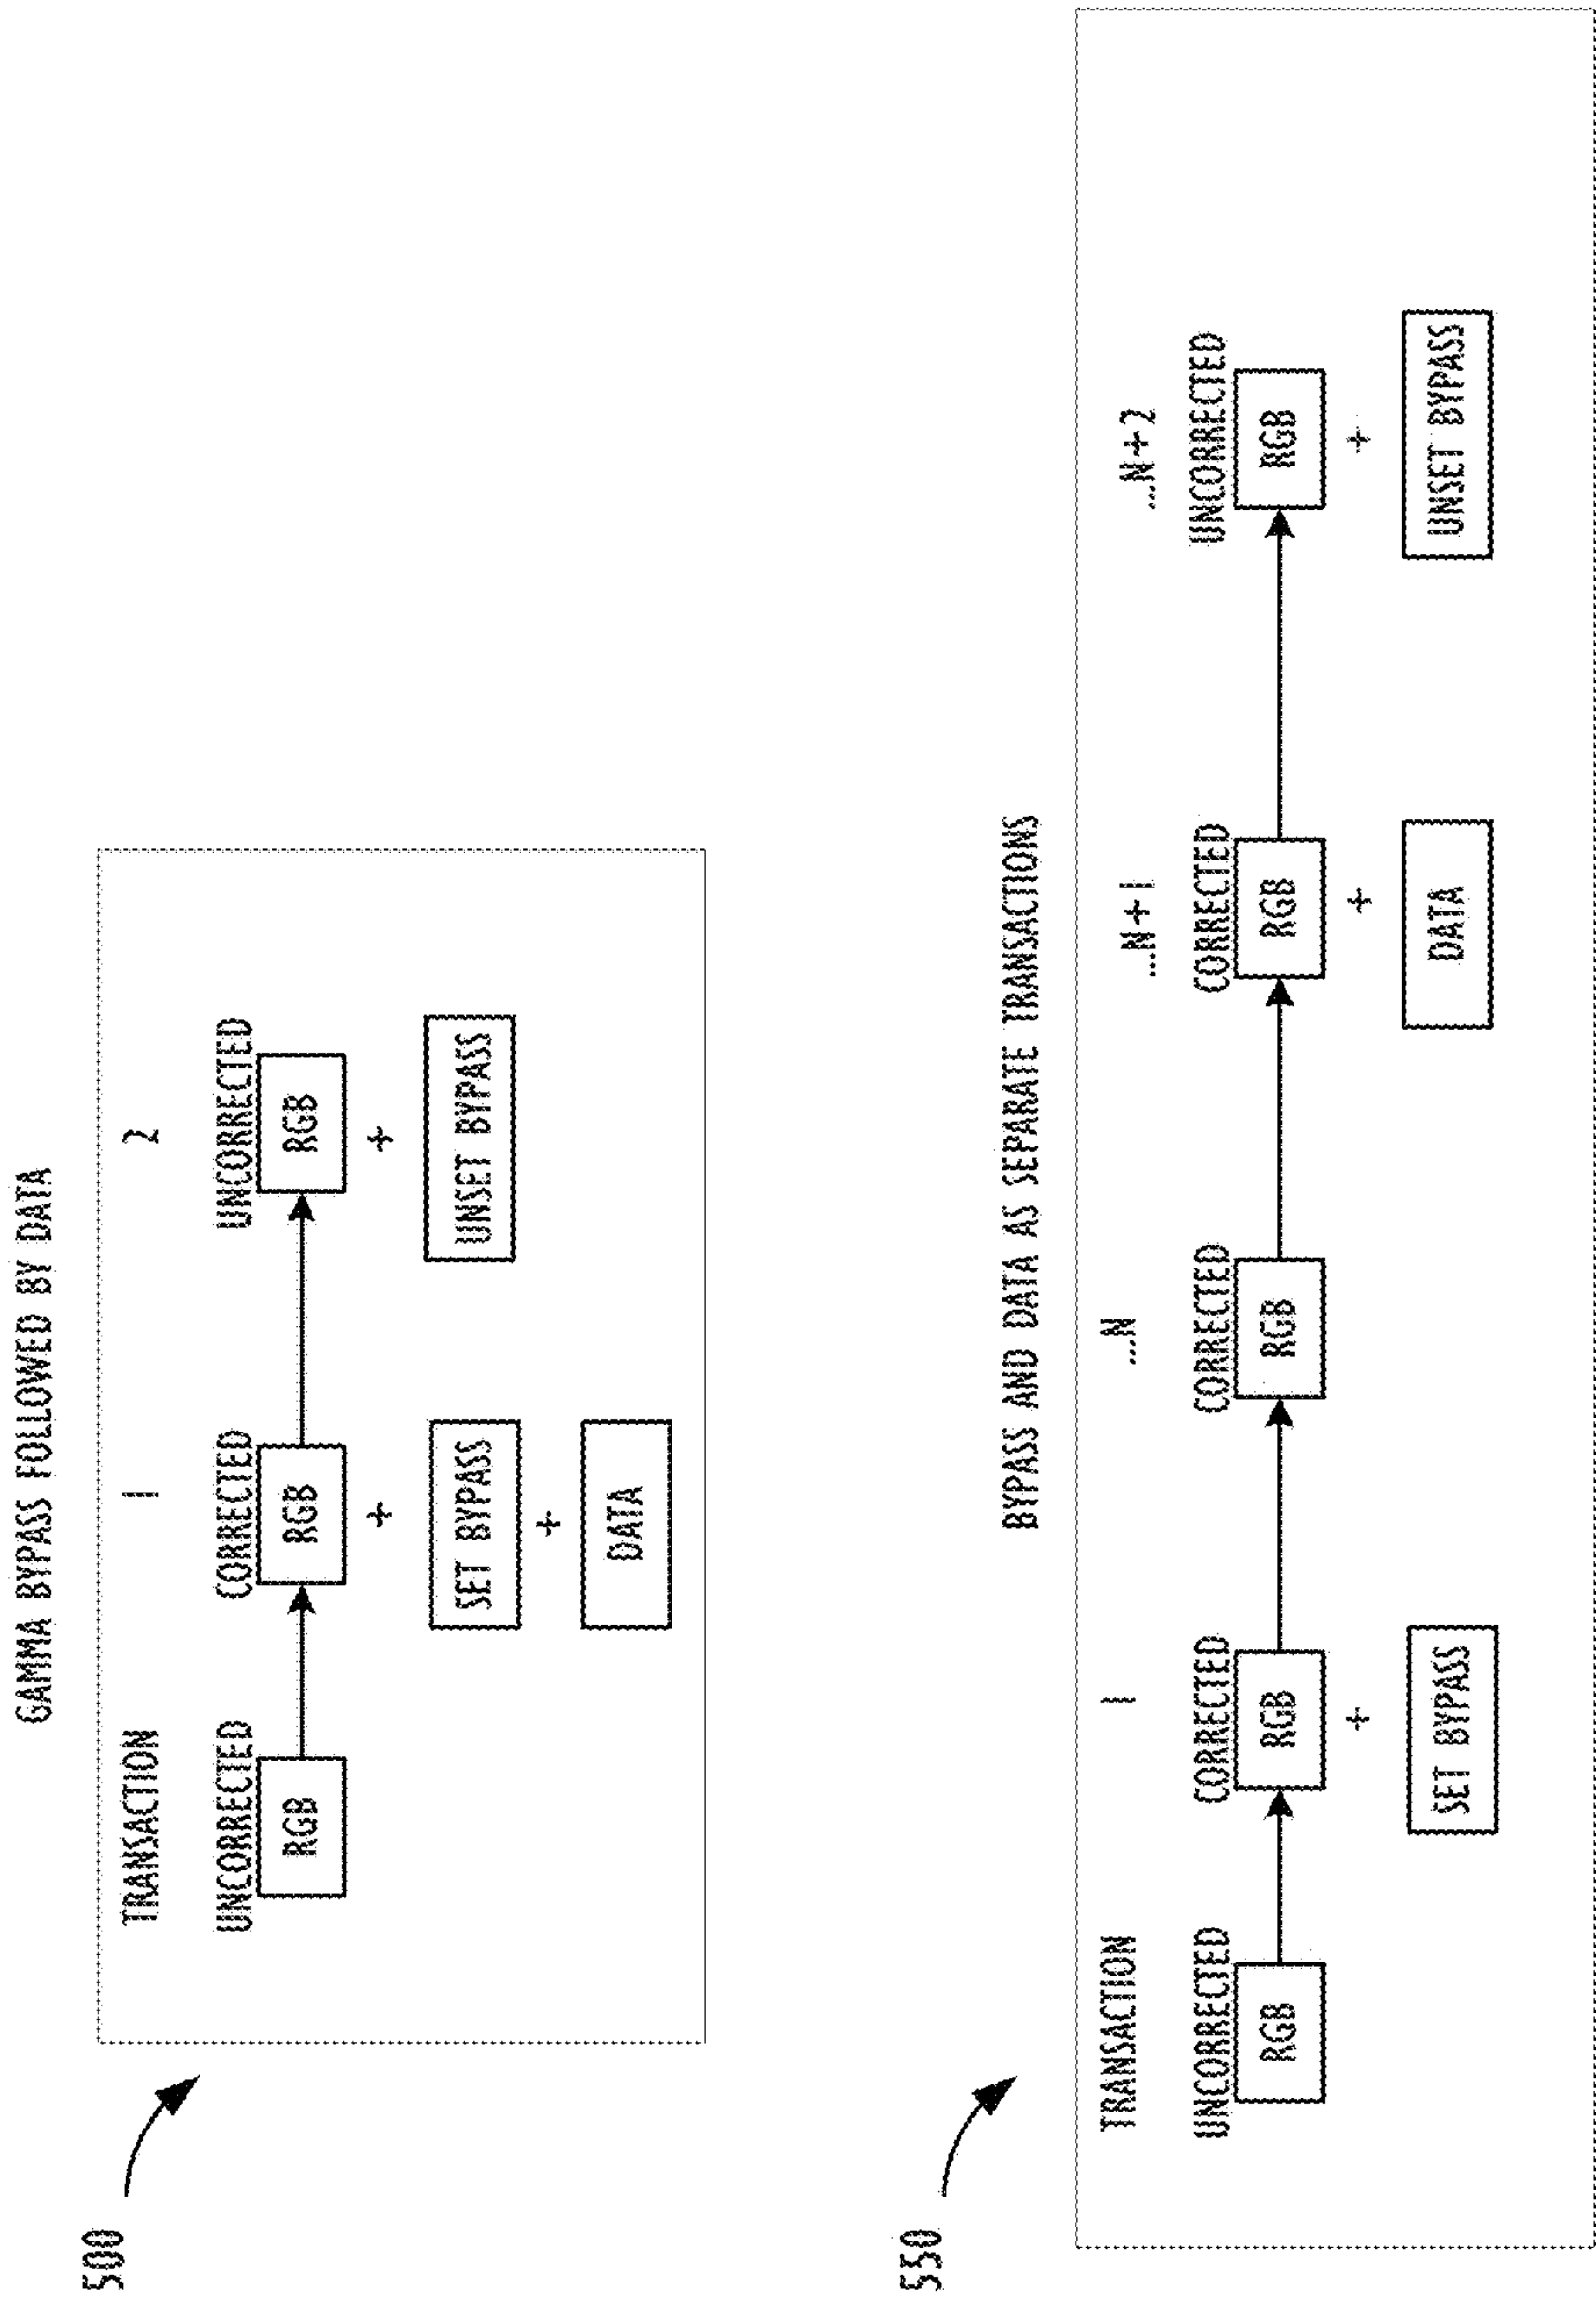 500
GAMMA BYPASS FOLLOWED BY DATA
TRANSACTION 1 2
UNCORRECTED CORRECTED UNCORRECTED
RGB RGB RGB
+ +
SET BYPASS UNSET BYPASS
+
DATA
550
BYPASS AND DATA AS SEPARATE TRANSACTIONS
TRANSACTION 1 ...N ...N+1 ...N+2
UNCORRECTED CORRECTED CORRECTED CORRECTED UNCORRECTED
RGB RGB RGB RGB RGB
+ + +
SET BYPASS DATA UNSET BYPASS